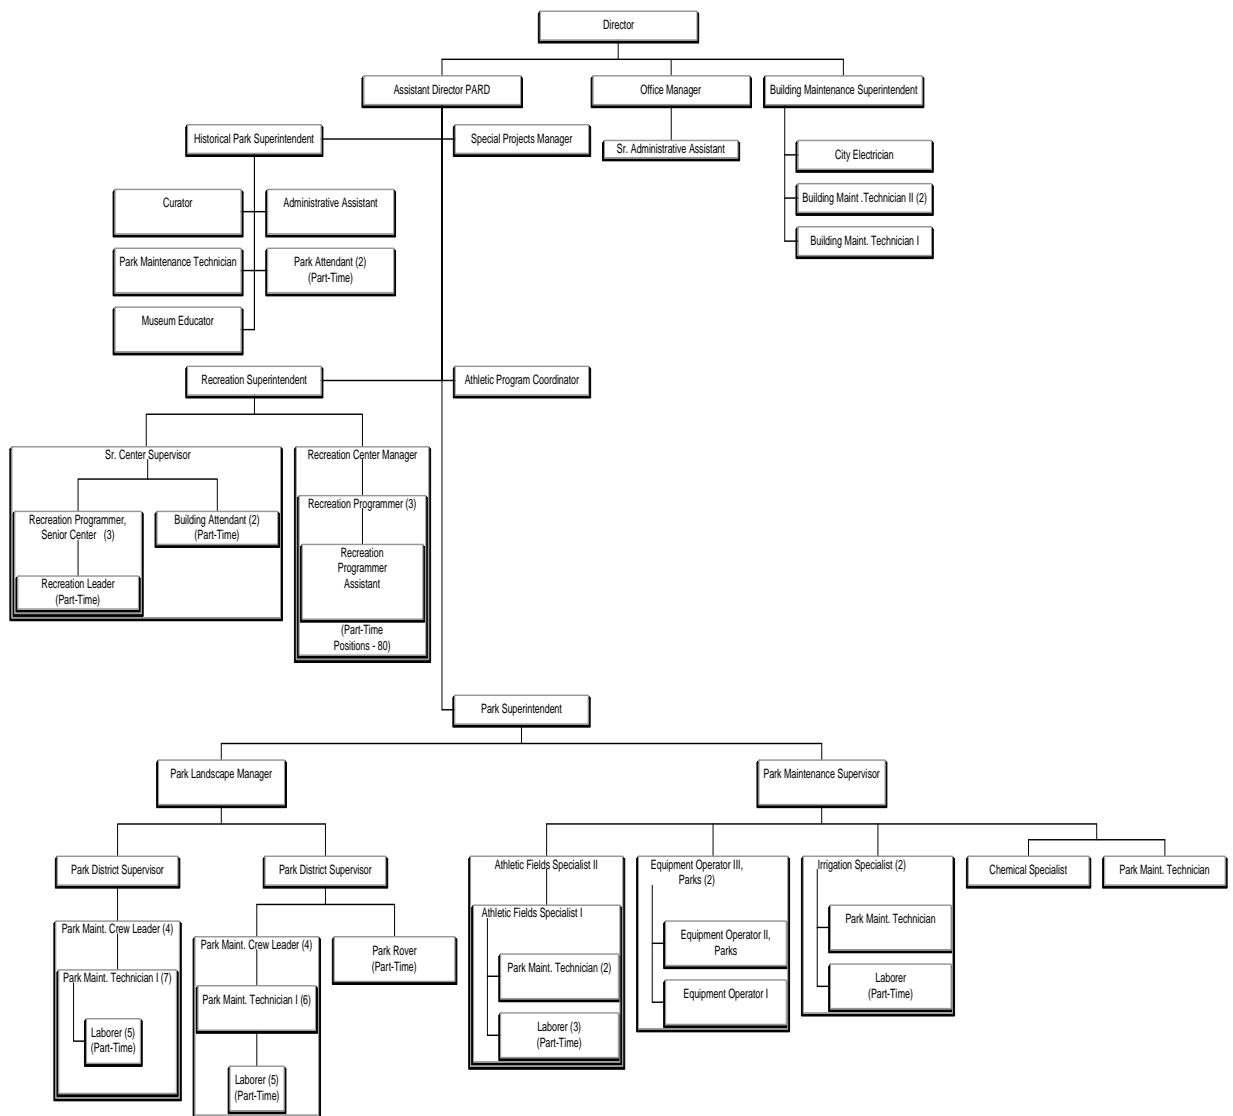 Director
Assistant Director PARD
Office Manager
Building Maintenance Superintendent
Historical Park Superintendent
Special Projects Manager
Sr. Administrative Assistant
City Electrician
Building Maint .Technician II (2)
Building Maint. Technician I
Curator
Administrative Assistant
Park Maintenance Technician
Park Attendant (2)
(Part-Time)
Museum Educator
Recreation Superintendent
Athletic Program Coordinator
Sr. Center Supervisor
Recreation Programmer,
Senior Center (3)
Recreation Leader
(Part-Time)
Building Attendant (2)
(Part-Time)
Recreation Center Manager
Recreation Programmer (3)
Recreation
Programmer
Assistant
(Part-Time
Positions - 80)
Park Superintendent
Park Landscape Manager
Park Maintenance Supervisor
Park District Supervisor
Park Maint. Crew Leader (4)
Park Maint. Technician I (7)
Laborer (5)
(Part-Time)
Park District Supervisor
Park Maint. Crew Leader (4)
Park Maint. Technician I (6)
Laborer (5)
(Part-Time)
Park Rover
(Part-Time)
Athletic Fields Specialist II
Athletic Fields Specialist I
Park Maint. Technician (2)
Laborer (3)
(Part-Time)
Equipment Operator III,
Parks (2)
Equipment Operator II,
Parks
Equipment Operator I
Irrigation Specialist (2)
Park Maint. Technician
Laborer
(Part-Time)
Chemical Specialist
Park Maint. Technician